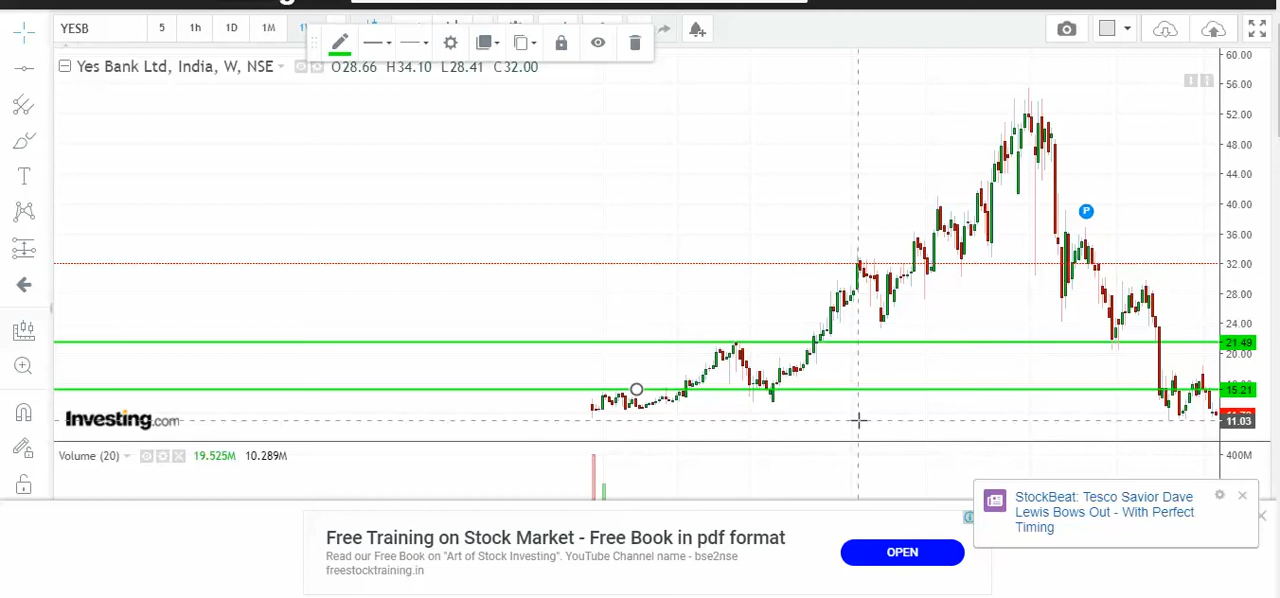 YESB 5 1h 1D 1M
Yes Bank Ltd, India, W, NSE O28.66 H34.10 L28.41 C32.00
60.00
56.00
52.00
48.00
44.00
40.00
P
36.00
32.00
28.00
24.00
21.49
20.00
15.21
11.03
Investing.com
Volume (20) 19.525M 10.289M
400M
StockBeat: Tesco Savior Dave
Lewis Bows Out - With Perfect
Timing
Free Training on Stock Market - Free Book in pdf format
Read our Free Book on "Art of Stock Investing". YouTube Channel name - bse2nse
freestocktraining.in
OPEN